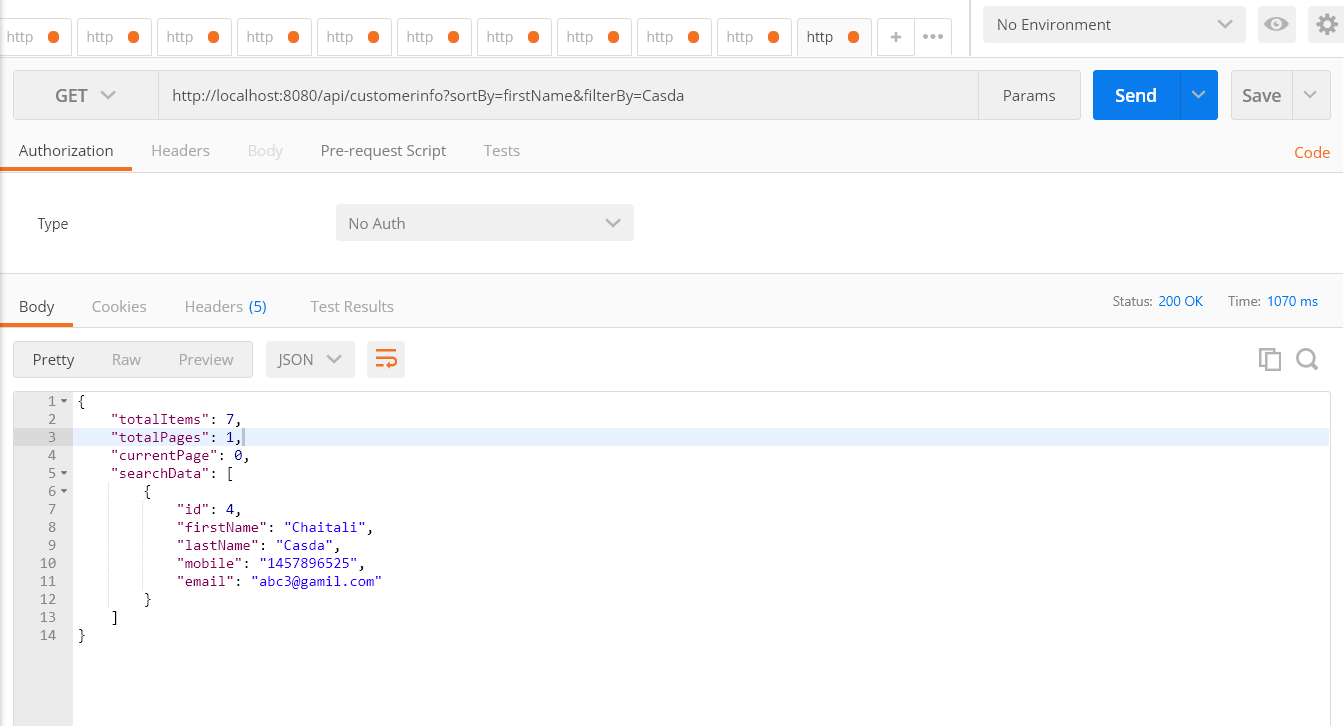 http http http http http http http http http http http + ••• No Environment
GET http://localhost:8080/api/customerinfo?sortBy=firstName&filterBy=Casda Params Send Save
Authorization Headers Body Pre-request Script Tests Code
Type No Auth
Body Cookies Headers (5) Test Results Status: 200 OK Time: 1070 ms
Pretty Raw Preview JSON
1 {
2 "totalItems": 7,
3 "totalPages": 1,
4 "currentPage": 0,
5 "searchData": [
6 {
7 "id": 4,
8 "firstName": "Chaitali",
9 "lastName": "Casda",
10 "mobile": "1457896525",
11 "email": "abc3@gamil.com"
12 }
13 ]
14 }